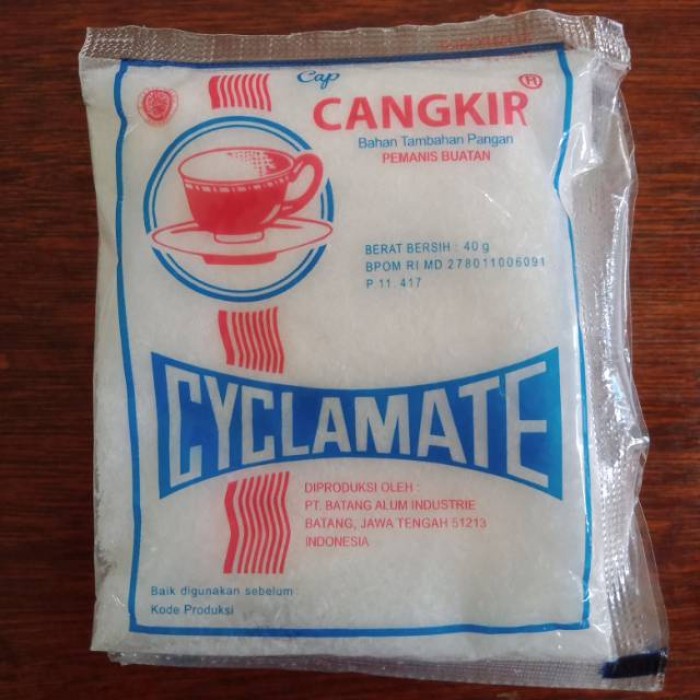 Cap
CANGKIR®
Bahan Tambahan Pangan
PEMANIS BUATAN
BERAT BERSIH : 40 g
BPOM RI MD 278011006091
P 11. 417
CYCLAMATE
DIPRODUKSI OLEH :
PT. BATANG ALUM INDUSTRIE
BATANG, JAWA TENGAH 51213
INDONESIA
Baik digunakan sebelum
Kode Produksi